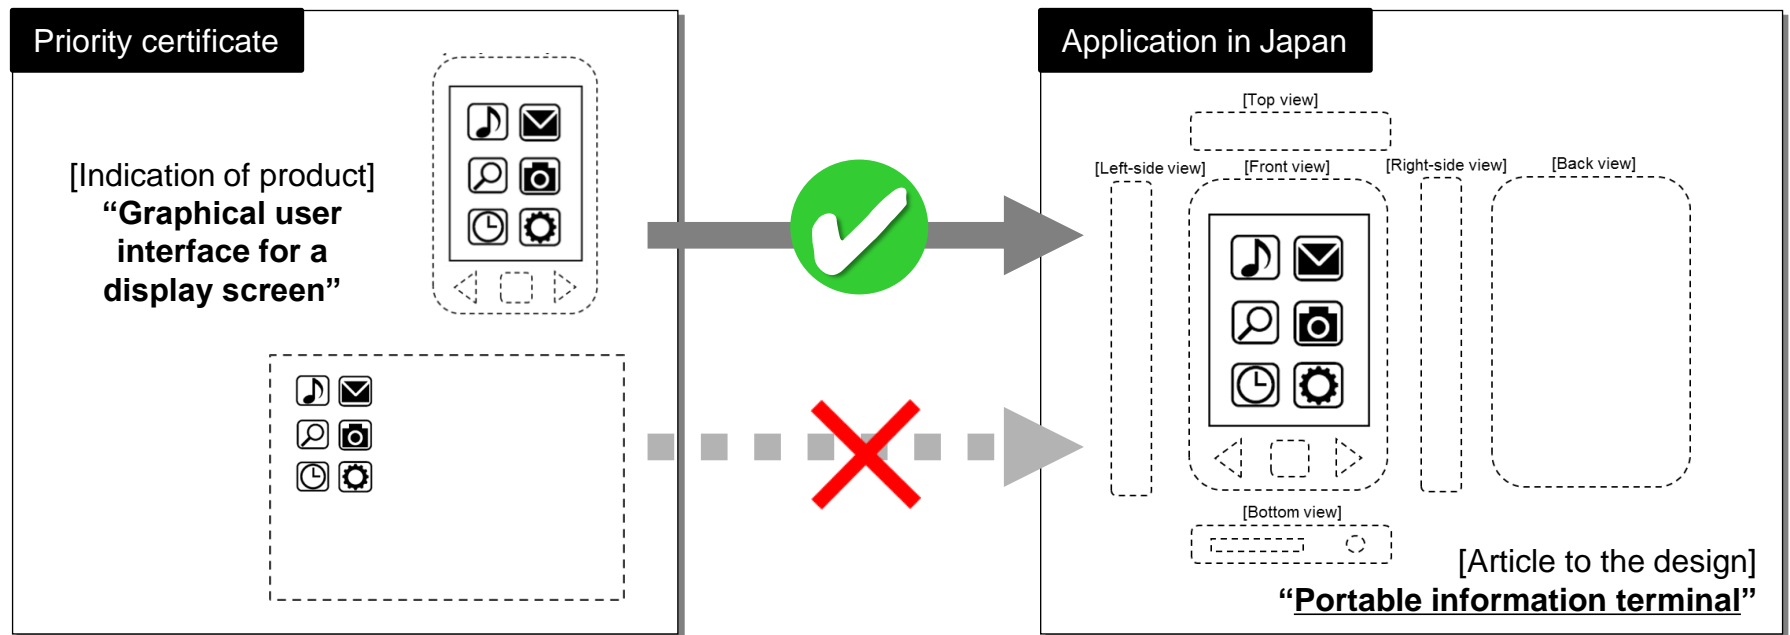 Priority certificate
[Indication of product]
“Graphical user
interface for a
display screen”
Application in Japan
[Top view]
[Left-side view]
[Front view]
[Right-side view]
[Back view]
[Bottom view]
[Article to the design]
“Portable information terminal”